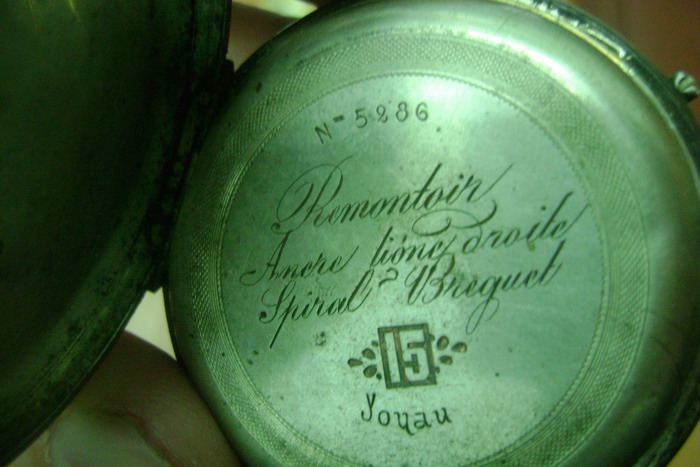 N° 5286
Remontoir
Ancre ligne droite
Spiral Breguet
15
Joyau